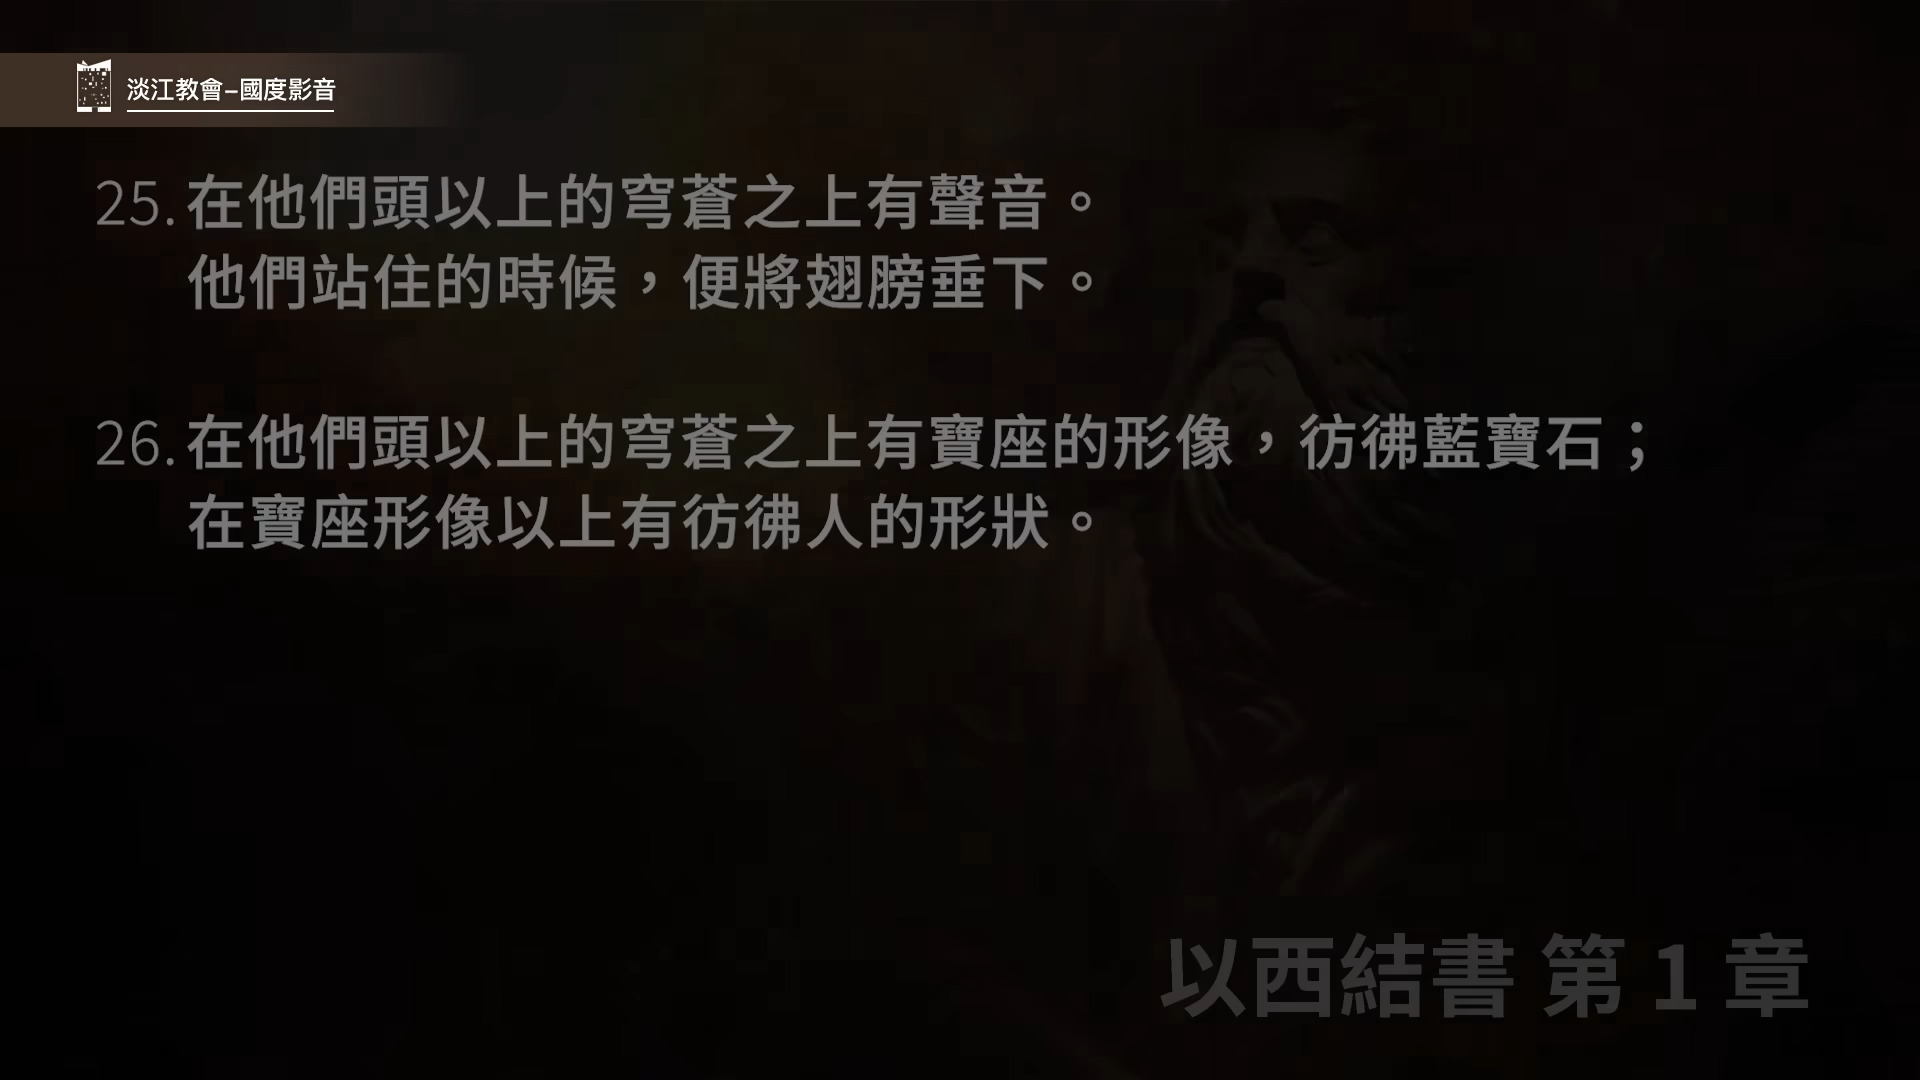 淡江教會–國度影音
25.在他們頭以上的穹蒼之上有聲音。
他們站住的時候，便將翅膀垂下。
26.在他們頭以上的穹蒼之上有寶座的形像，彷彿藍寶石；
在寶座形像以上有彷彿人的形狀。
以西結書 第 1 章